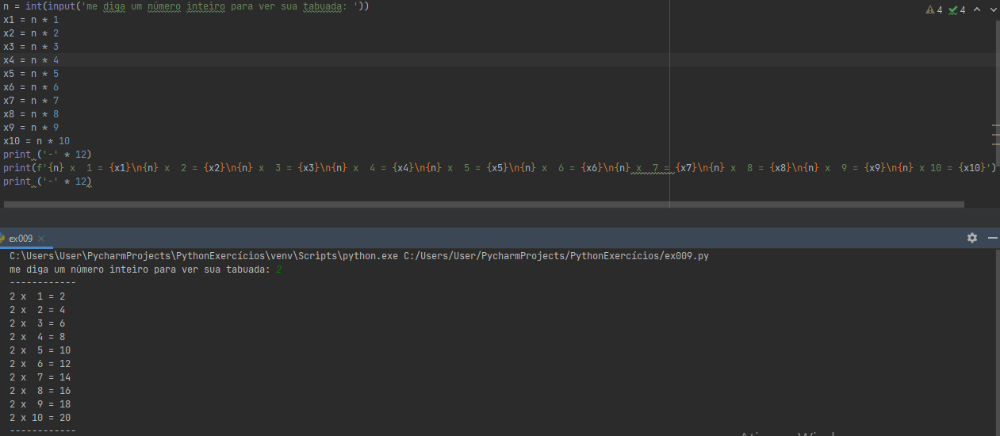 n = int(input('me diga um número inteiro para ver sua tabuada: '))
4 4
x1 = n * 1
x2 = n * 2
x3 = n * 3
x4 = n * 4
x5 = n * 5
x6 = n * 6
x7 = n * 7
x8 = n * 8
x9 = n * 9
x10 = n * 10
print ('-' * 12)
print(f'{n} x  1 = {x1}\n{n} x  2 = {x2}\n{n} x  3 = {x3}\n{n} x  4 = {x4}\n{n} x  5 = {x5}\n{n} x  6 = {x6}\n{n} x  7 = {x7}\n{n} x  8 = {x8}\n{n} x  9 = {x9}\n{n} x 10 = {x10}')
print ('-' * 12)
ex009
C:\Users\User\PycharmProjects\PythonExercícios\venv\Scripts\python.exe C:/Users/User/PycharmProjects/PythonExercícios/ex009.py
me diga um número inteiro para ver sua tabuada: 2
------------
2 x  1 = 2
2 x  2 = 4
2 x  3 = 6
2 x  4 = 8
2 x  5 = 10
2 x  6 = 12
2 x  7 = 14
2 x  8 = 16
2 x  9 = 18
2 x 10 = 20
------------